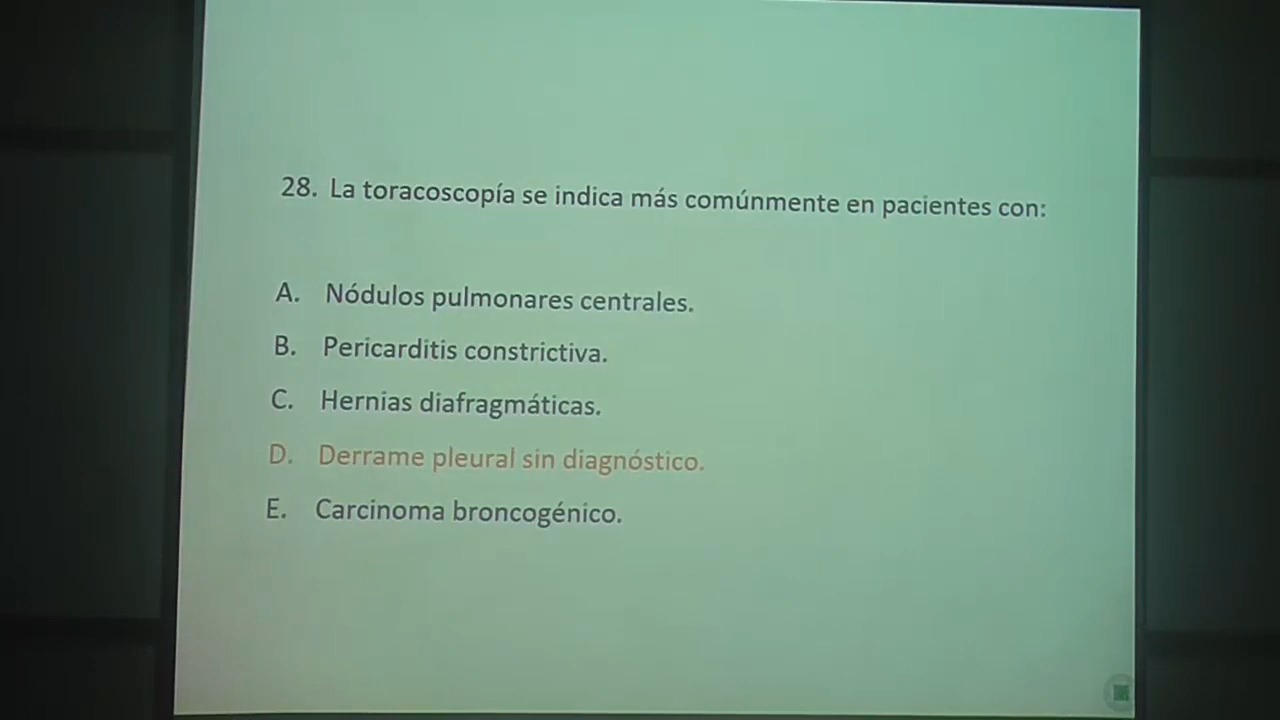 28. La toracoscopía se indica más comúnmente en pacientes con:
A. Nódulos pulmonares centrales.
B. Pericarditis constrictiva.
C. Hernias diafragmáticas.
D. Derrame pleural sin diagnóstico.
E. Carcinoma broncogénico.